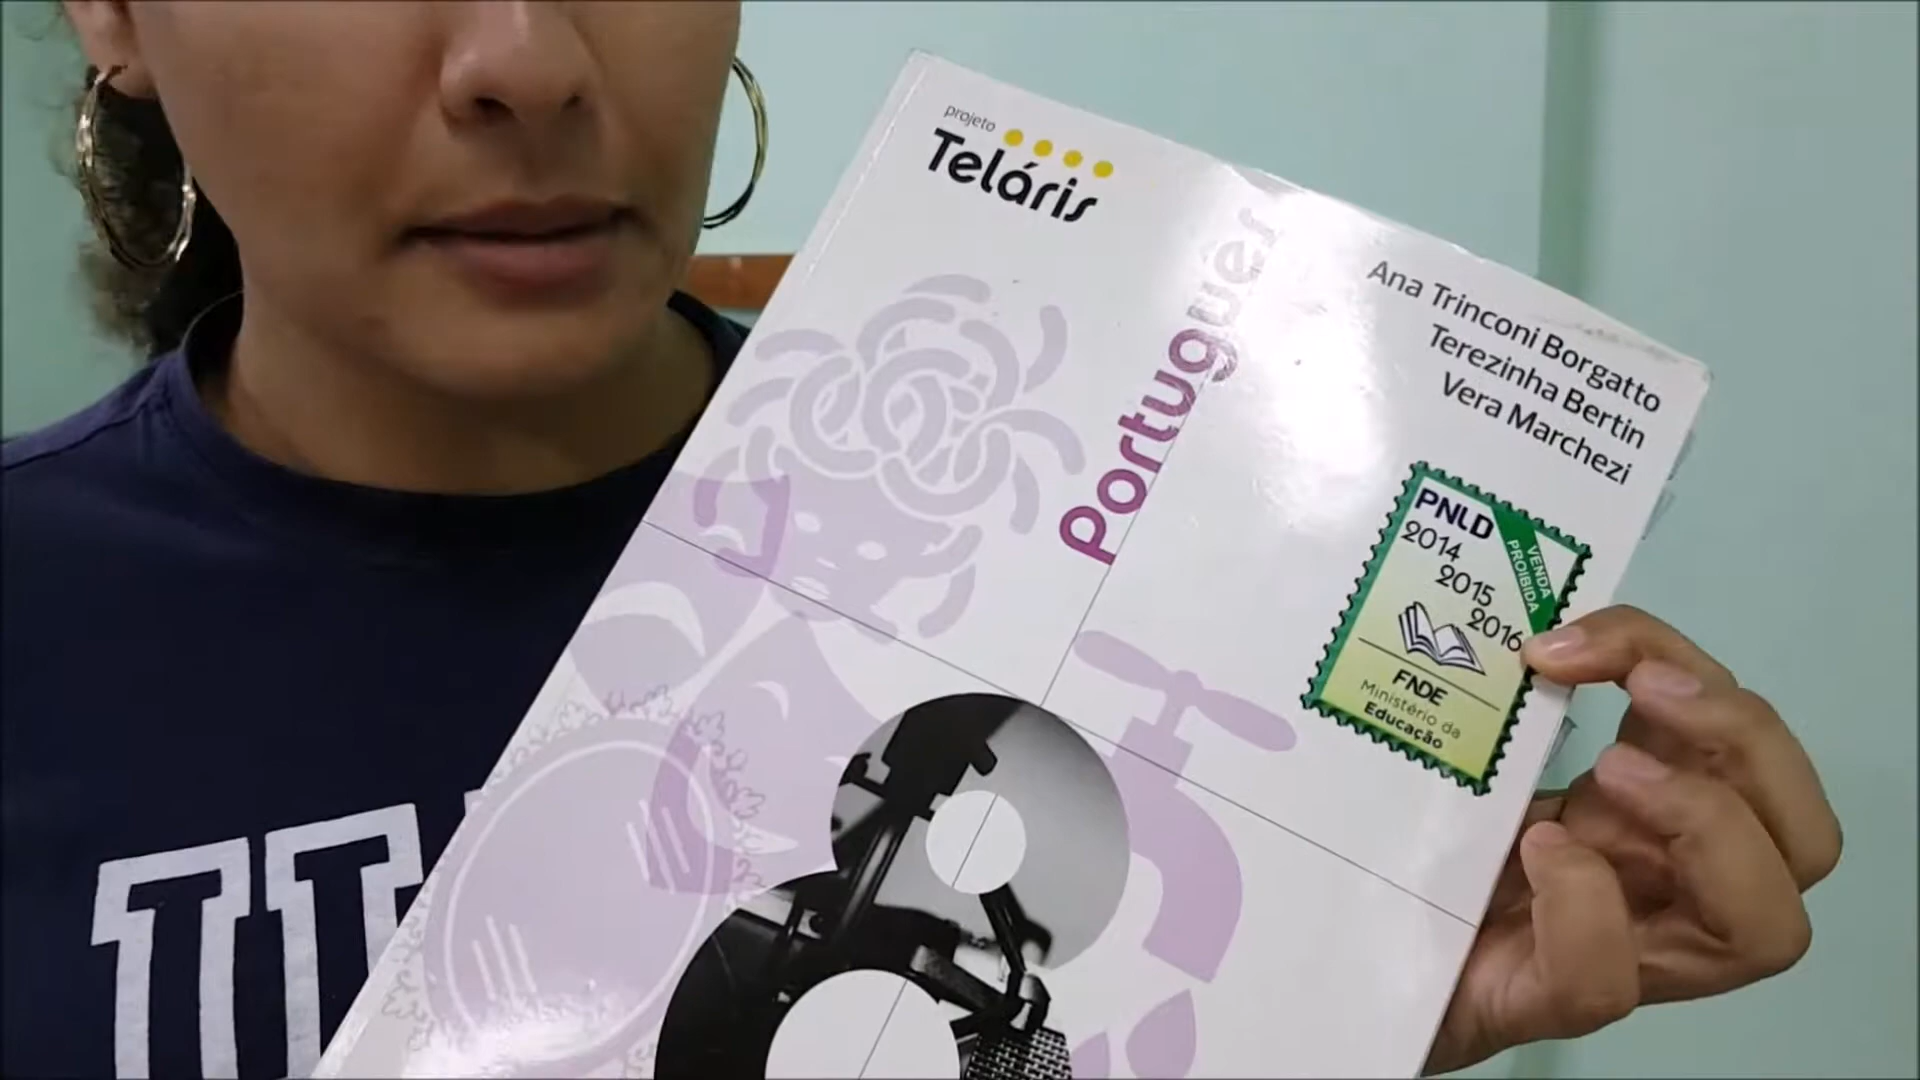 projeto
Teláris
Português
Ana Trinconi Borgatto
Terezinha Bertin
Vera Marchezi
PNLD
2014
2015
2016
VENDA
PROIBIDA
FNDE
Ministério da
Educação
8